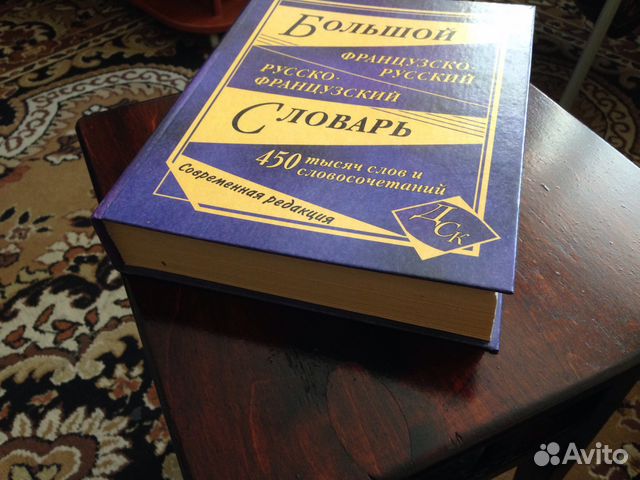 Большой
французско-
русский
русско-
французский
Словарь
450 тысяч слов и
словосочетаний
Современная редакция
ДСК
Avito